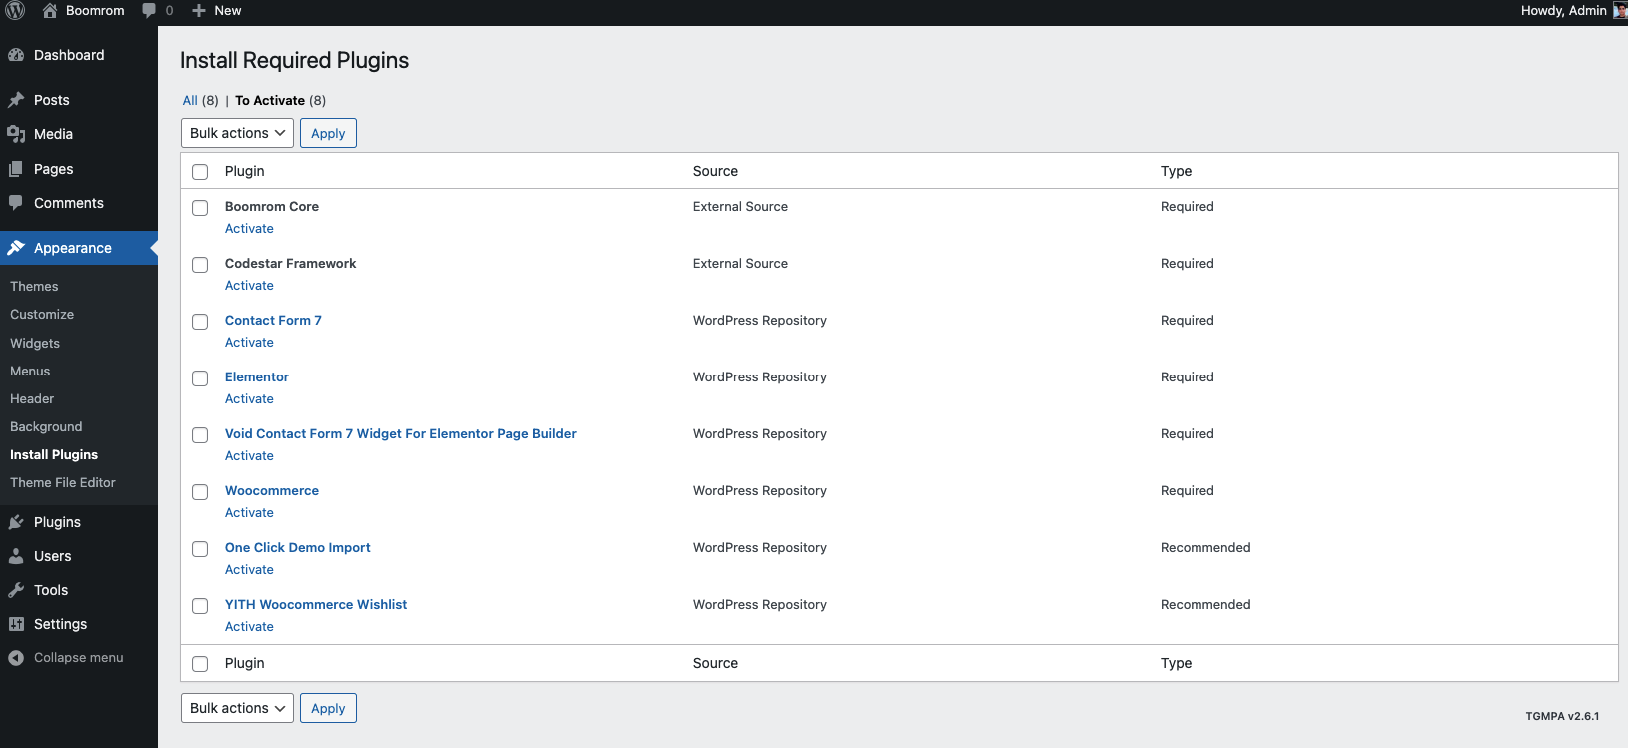 Boomrom 0 New Howdy, Admin
Dashboard
Posts
Media
Pages
Comments
Appearance
Themes
Customize
Widgets
Menus
Header
Background
Install Plugins
Theme File Editor
Plugins
Users
Tools
Settings
Collapse menu
Install Required Plugins
All (8) | To Activate (8)
Bulk actions Apply
Plugin Source Type
Boomrom Core External Source Required
Activate
Codestar Framework External Source Required
Activate
Contact Form 7 WordPress Repository Required
Activate
Elementor WordPress Repository Required
Activate
Void Contact Form 7 Widget For Elementor Page Builder WordPress Repository Required
Activate
Woocommerce WordPress Repository Required
Activate
One Click Demo Import WordPress Repository Recommended
Activate
YITH Woocommerce Wishlist WordPress Repository Recommended
Activate
Plugin Source Type
Bulk actions Apply
TGMPA v2.6.1